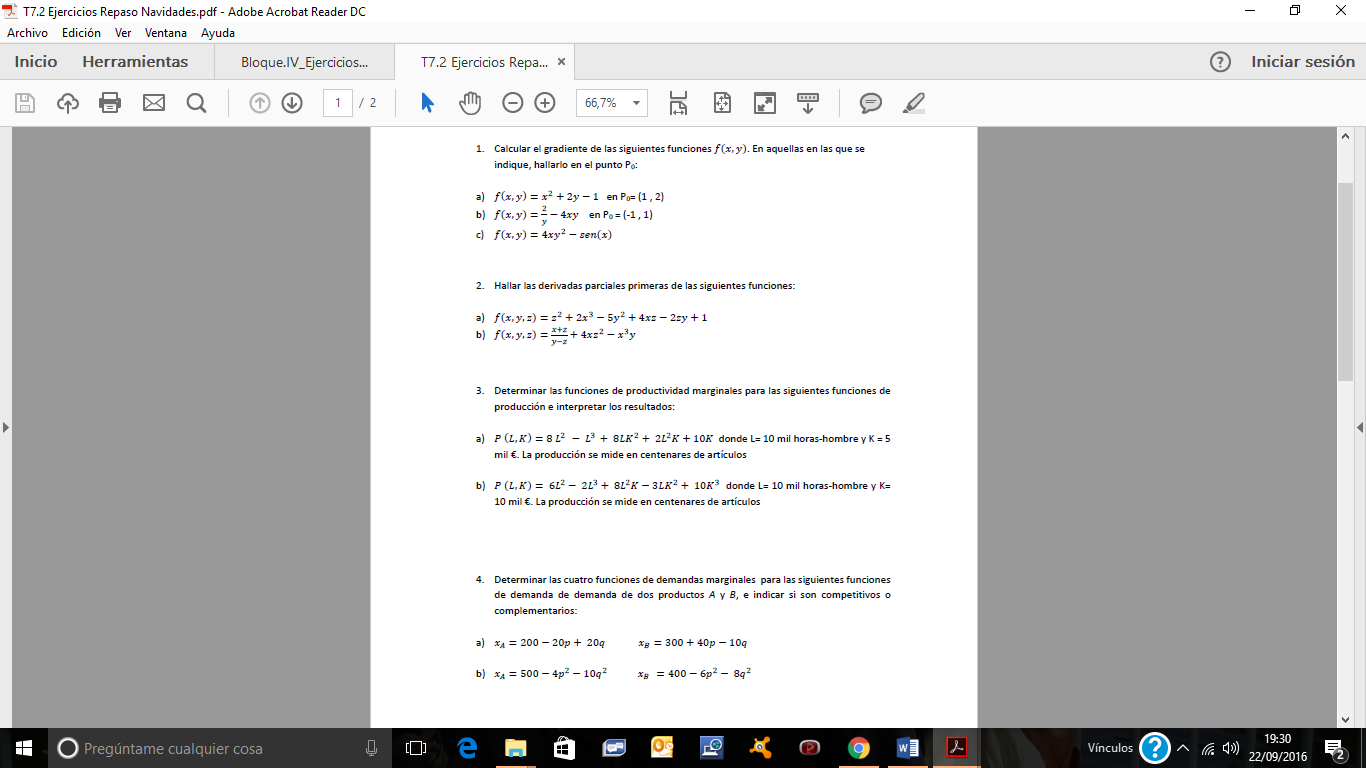 T7.2 Ejercicios Repaso Navidades.pdf - Adobe Acrobat Reader DC
Archivo Edición Ver Ventana Ayuda
Inicio Herramientas Bloque.IV_Ejercicios... T7.2 Ejercicios Repa... × ? Iniciar sesión
1 / 2 66,7%
1. Calcular el gradiente de las siguientes funciones f(x,y). En aquellas en las que se
indique, hallarlo en el punto P₀:
a) f(x,y) = x² + 2y − 1 en P₀= (1 , 2)
b) f(x,y) = 2/y − 4xy en P₀ = (-1 , 1)
c) f(x,y) = 4xy² − sen(x)
2. Hallar las derivadas parciales primeras de las siguientes funciones:
a) f(x,y,z) = z² + 2x³ − 5y² + 4xz − 2zy + 1
b) f(x,y,z) = x+z/y−z + 4xz² − x³y
3. Determinar las funciones de productividad marginales para las siguientes funciones de
producción e interpretar los resultados:
a) P (L,K) = 8 L² − L³ + 8LK² + 2L²K + 10K donde L= 10 mil horas-hombre y K = 5
mil €. La producción se mide en centenares de artículos
b) P (L,K) = 6L² − 2L³ + 8L²K − 3LK² + 10K³ donde L= 10 mil horas-hombre y K=
10 mil €. La producción se mide en centenares de artículos
4. Determinar las cuatro funciones de demandas marginales para las siguientes funciones
de demanda de demanda de dos productos A y B, e indicar si son competitivos o
complementarios:
a) x_A = 200 − 20p + 20q x_B = 300 + 40p − 10q
b) x_A = 500 − 4p² − 10q² x_B = 400 − 6p² − 8q²
Pregúntame cualquier cosa Vínculos ? 19:30
22/09/2016 2